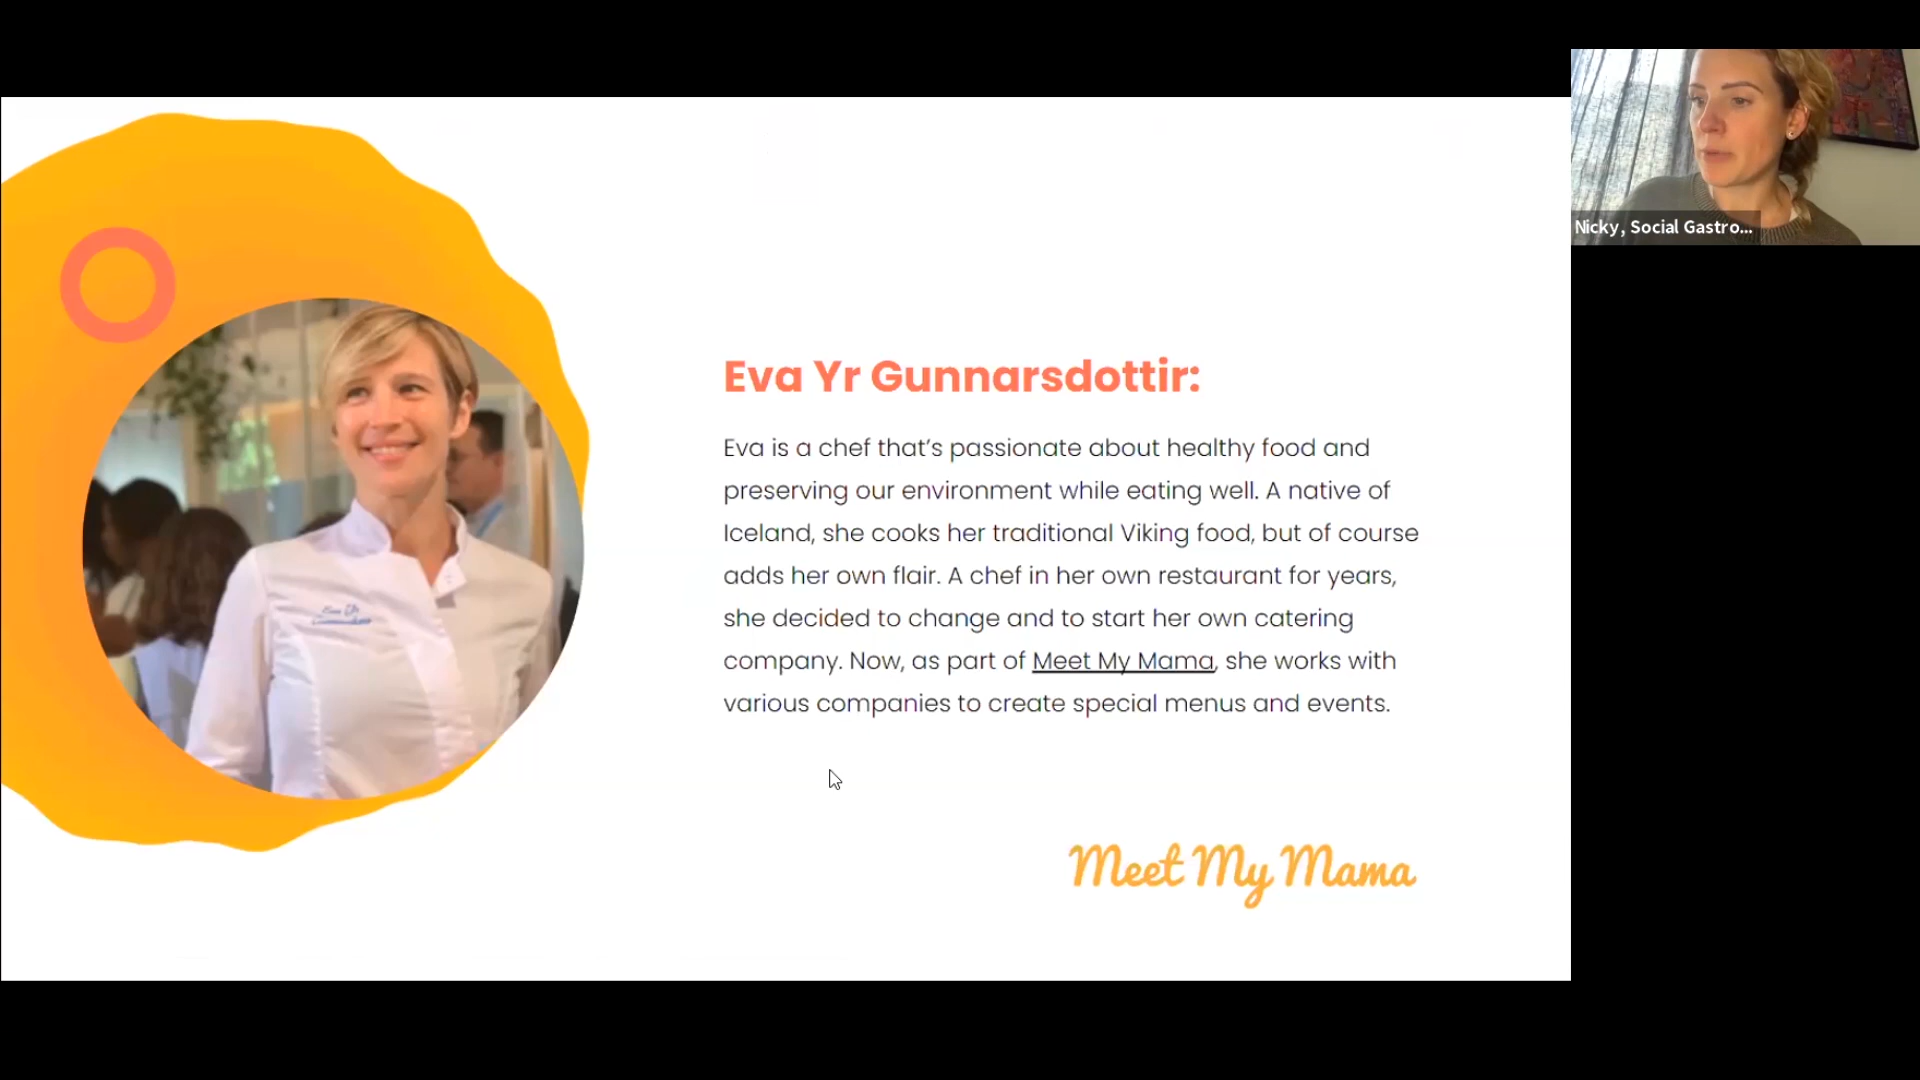 Nicky, Social Gastro...
Eva Yr Gunnarsdottir:
Eva is a chef that's passionate about healthy food and
preserving our environment while eating well. A native of
Iceland, she cooks her traditional Viking food, but of course
adds her own flair. A chef in her own restaurant for years,
she decided to change and to start her own catering
company. Now, as part of Meet My Mama, she works with
various companies to create special menus and events.
Meet My Mama